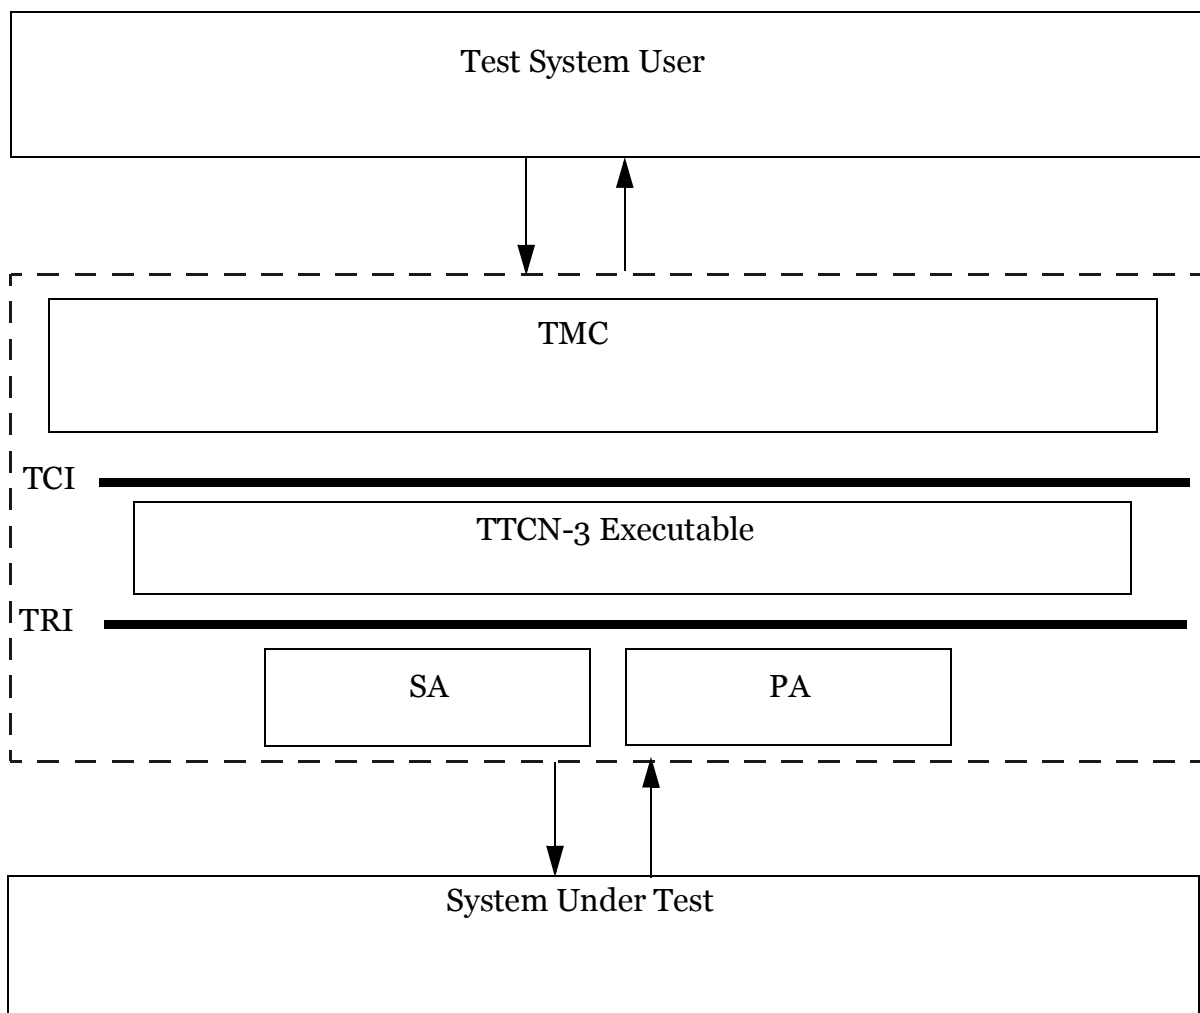 Test System User
TMC
TCI
TTCN-3 Executable
TRI
SA
PA
System Under Test